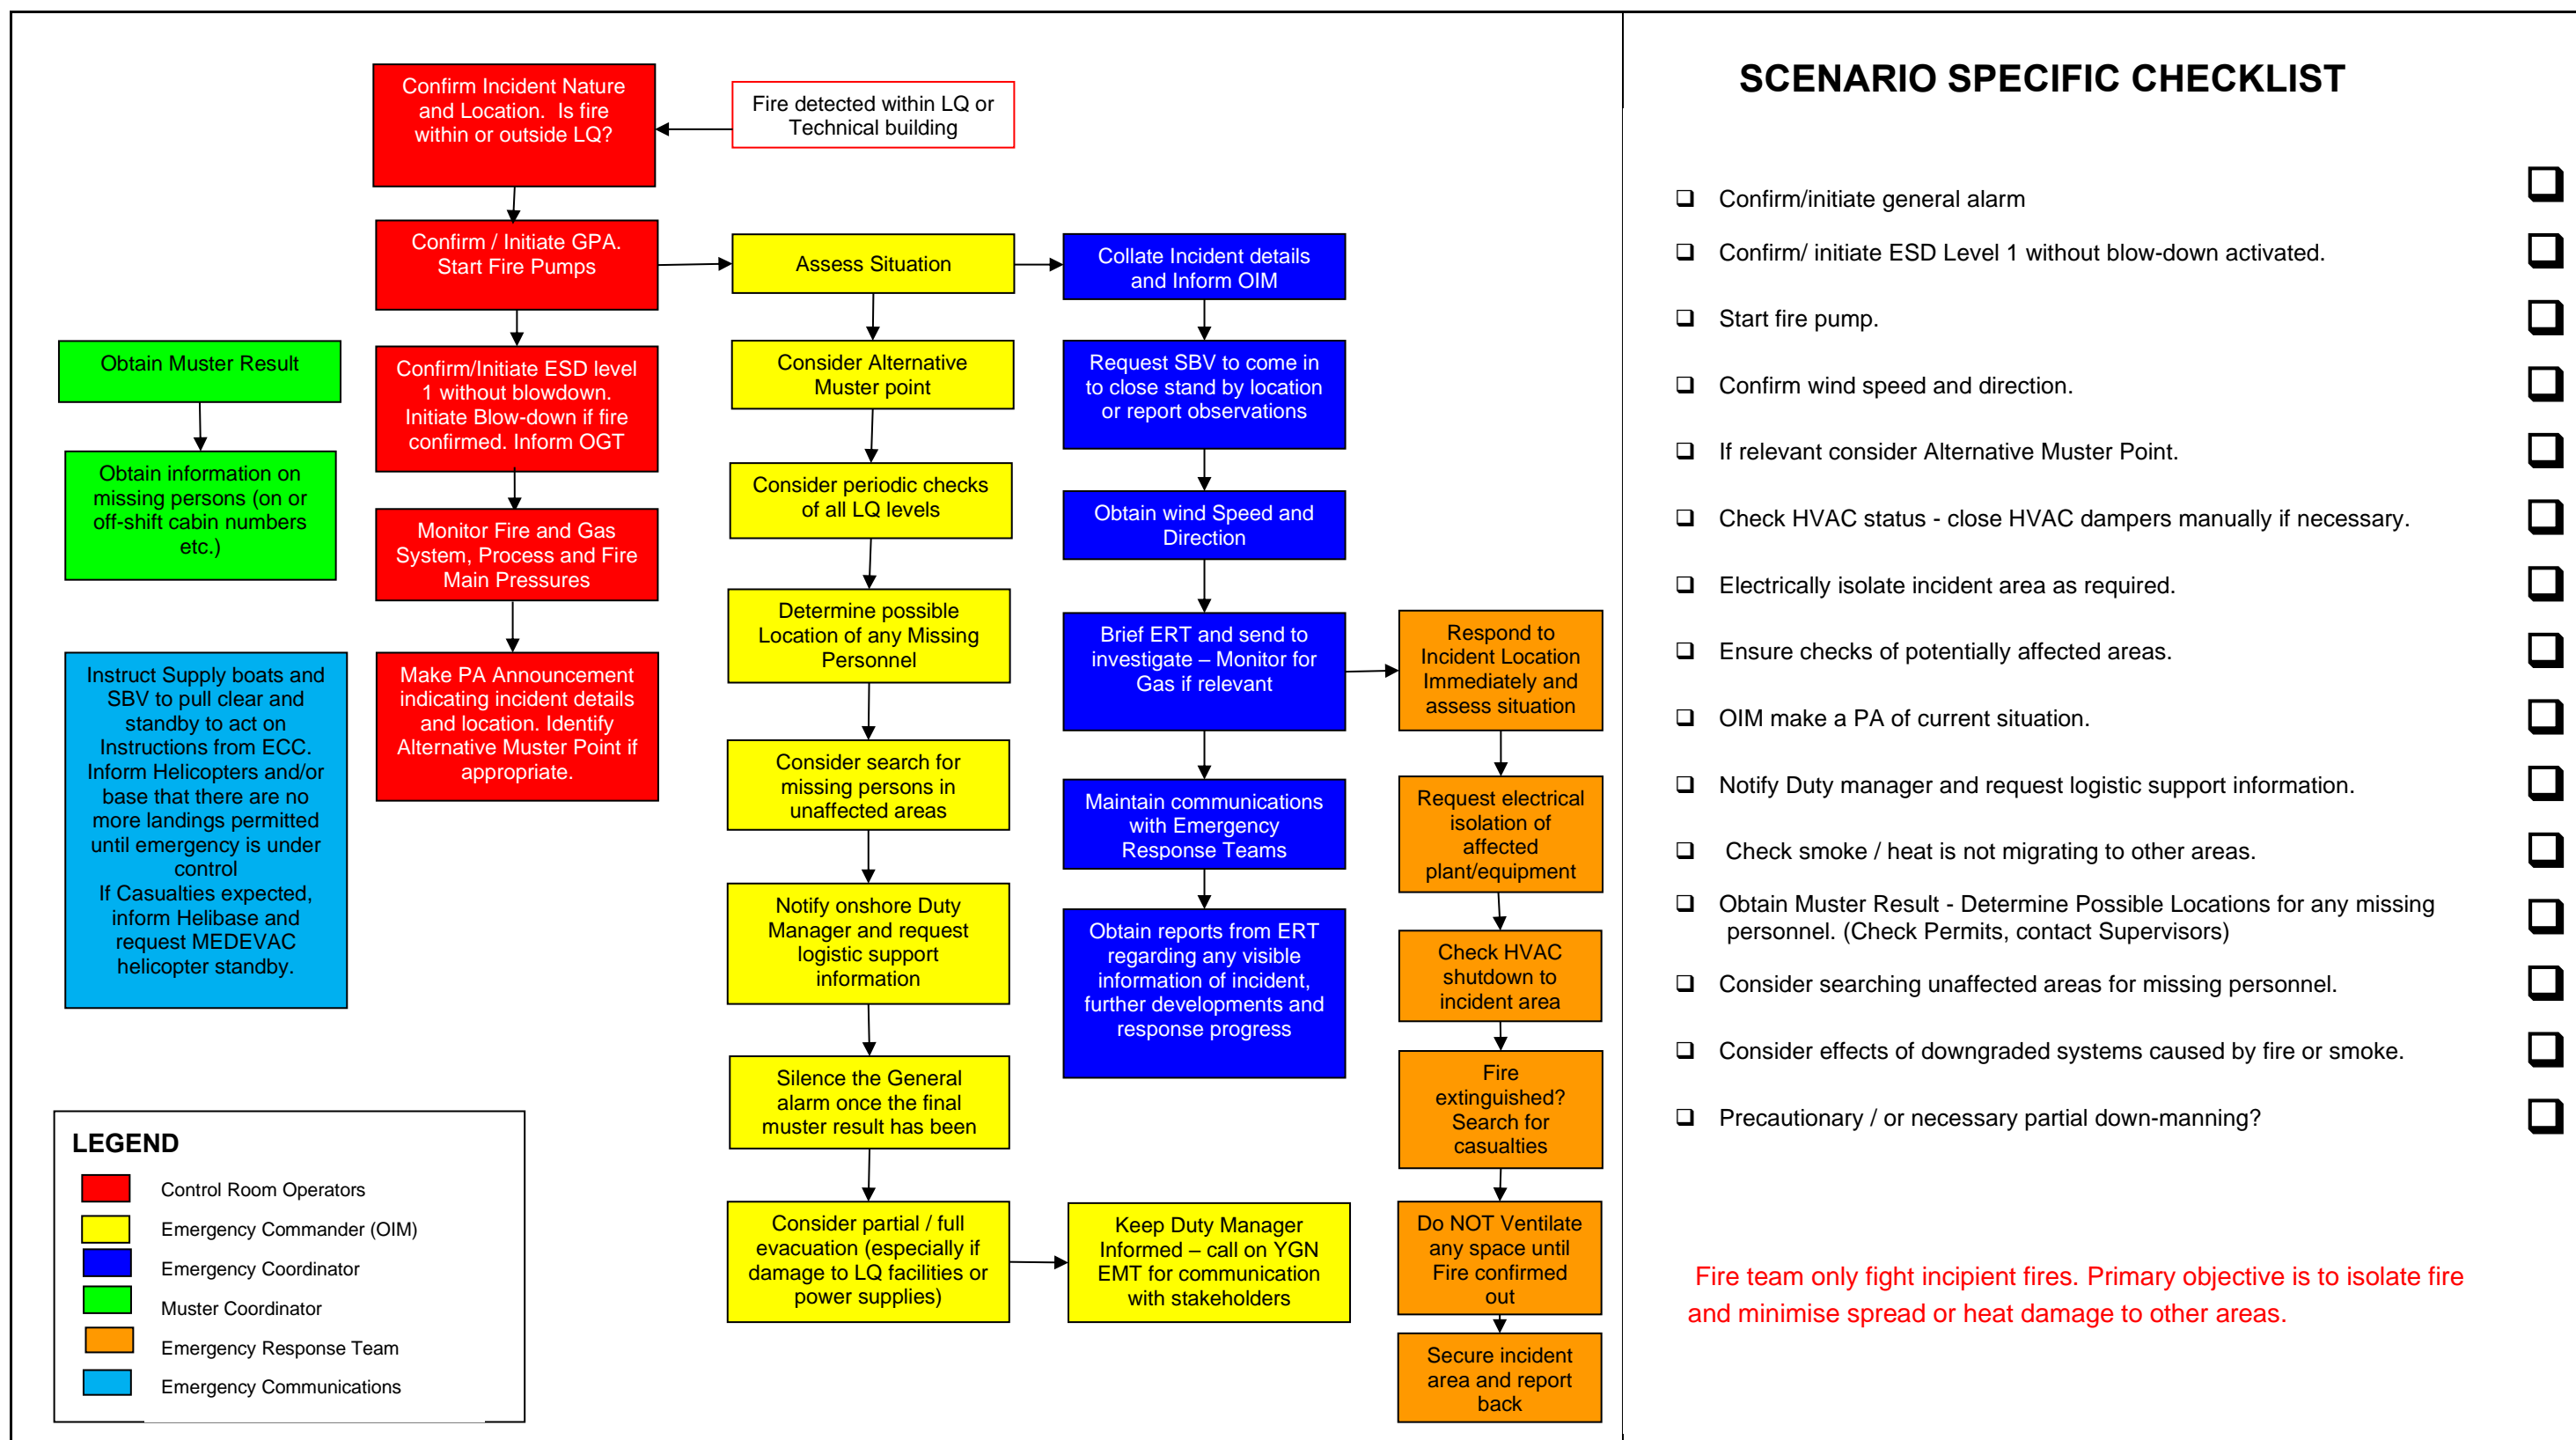 Confirm Incident Nature
and Location.  Is fire
within or outside LQ?
Fire detected within LQ or
Technical building
Confirm / Initiate GPA.
Start Fire Pumps
Assess Situation
Collate Incident details
and Inform OIM
Obtain Muster Result
Confirm/Initiate ESD level
1 without blowdown.
Initiate Blow-down if fire
confirmed. Inform OGT
Consider Alternative
Muster point
Request SBV to come in
to close stand by location
or report observations
Obtain information on
missing persons (on or
off-shift cabin numbers
etc.)
Monitor Fire and Gas
System, Process and Fire
Main Pressures
Consider periodic checks
of all LQ levels
Obtain wind Speed and
Direction
Instruct Supply boats and
SBV to pull clear and
standby to act on
Instructions from ECC.
Inform Helicopters and/or
base that there are no
more landings permitted
until emergency is under
control
If Casualties expected,
inform Helibase and
request MEDEVAC
helicopter standby.
Make PA Announcement
indicating incident details
and location. Identify
Alternative Muster Point if
appropriate.
Determine possible
Location of any Missing
Personnel
Brief ERT and send to
investigate – Monitor for
Gas if relevant
Respond to
Incident Location
Immediately and
assess situation
Consider search for
missing persons in
unaffected areas
Maintain communications
with Emergency
Response Teams
Request electrical
isolation of
affected
plant/equipment
Notify onshore Duty
Manager and request
logistic support
information
Obtain reports from ERT
regarding any visible
information of incident,
further developments and
response progress
Check HVAC
shutdown to
incident area
Silence the General
alarm once the final
muster result has been
Fire
extinguished?
Search for
casualties
Consider partial / full
evacuation (especially if
damage to LQ facilities or
power supplies)
Keep Duty Manager
Informed – call on YGN
EMT for communication
with stakeholders
Do NOT Ventilate
any space until
Fire confirmed
out
Secure incident
area and report
back
LEGEND
Control Room Operators
Emergency Commander (OIM)
Emergency Coordinator
Muster Coordinator
Emergency Response Team
Emergency Communications
SCENARIO SPECIFIC CHECKLIST
Confirm/initiate general alarm
Confirm/ initiate ESD Level 1 without blow-down activated.
Start fire pump.
Confirm wind speed and direction.
If relevant consider Alternative Muster Point.
Check HVAC status - close HVAC dampers manually if necessary.
Electrically isolate incident area as required.
Ensure checks of potentially affected areas.
OIM make a PA of current situation.
Notify Duty manager and request logistic support information.
Check smoke / heat is not migrating to other areas.
Obtain Muster Result - Determine Possible Locations for any missing
personnel. (Check Permits, contact Supervisors)
Consider searching unaffected areas for missing personnel.
Consider effects of downgraded systems caused by fire or smoke.
Precautionary / or necessary partial down-manning?
Fire team only fight incipient fires. Primary objective is to isolate fire
and minimise spread or heat damage to other areas.